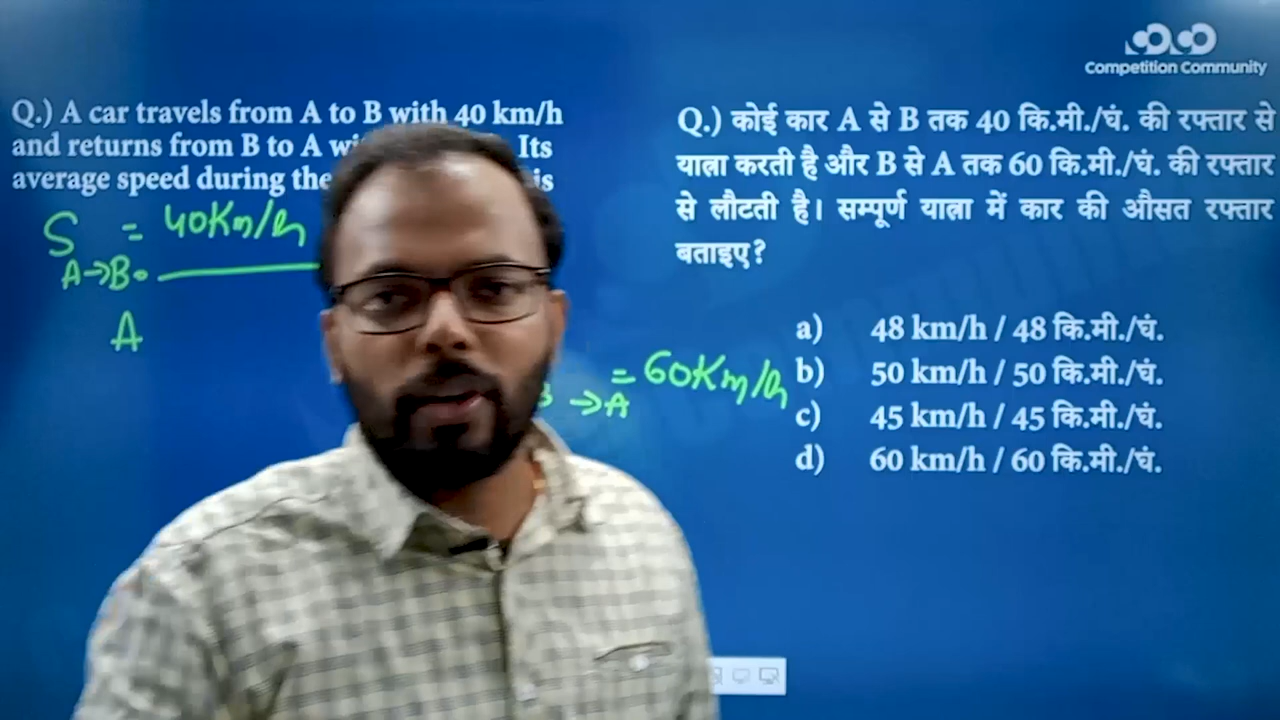 Competition Community
Q.) A car travels from A to B with 40 km/h
and returns from B to A Its
average speed during the is
S = 40Km/h
A→B
A
→A = 60Km/h
Q.) कोई कार A से B तक 40 कि.मी./घं. की रफ्तार से
यात्रा करती है और B से A तक 60 कि.मी./घं. की रफ्तार
से लौटती है। सम्पूर्ण यात्रा में कार की औसत रफ्तार
बताइए?
a) 48 km/h / 48 कि.मी./घं.
b) 50 km/h / 50 कि.मी./घं.
c) 45 km/h / 45 कि.मी./घं.
d) 60 km/h / 60 कि.मी./घं.